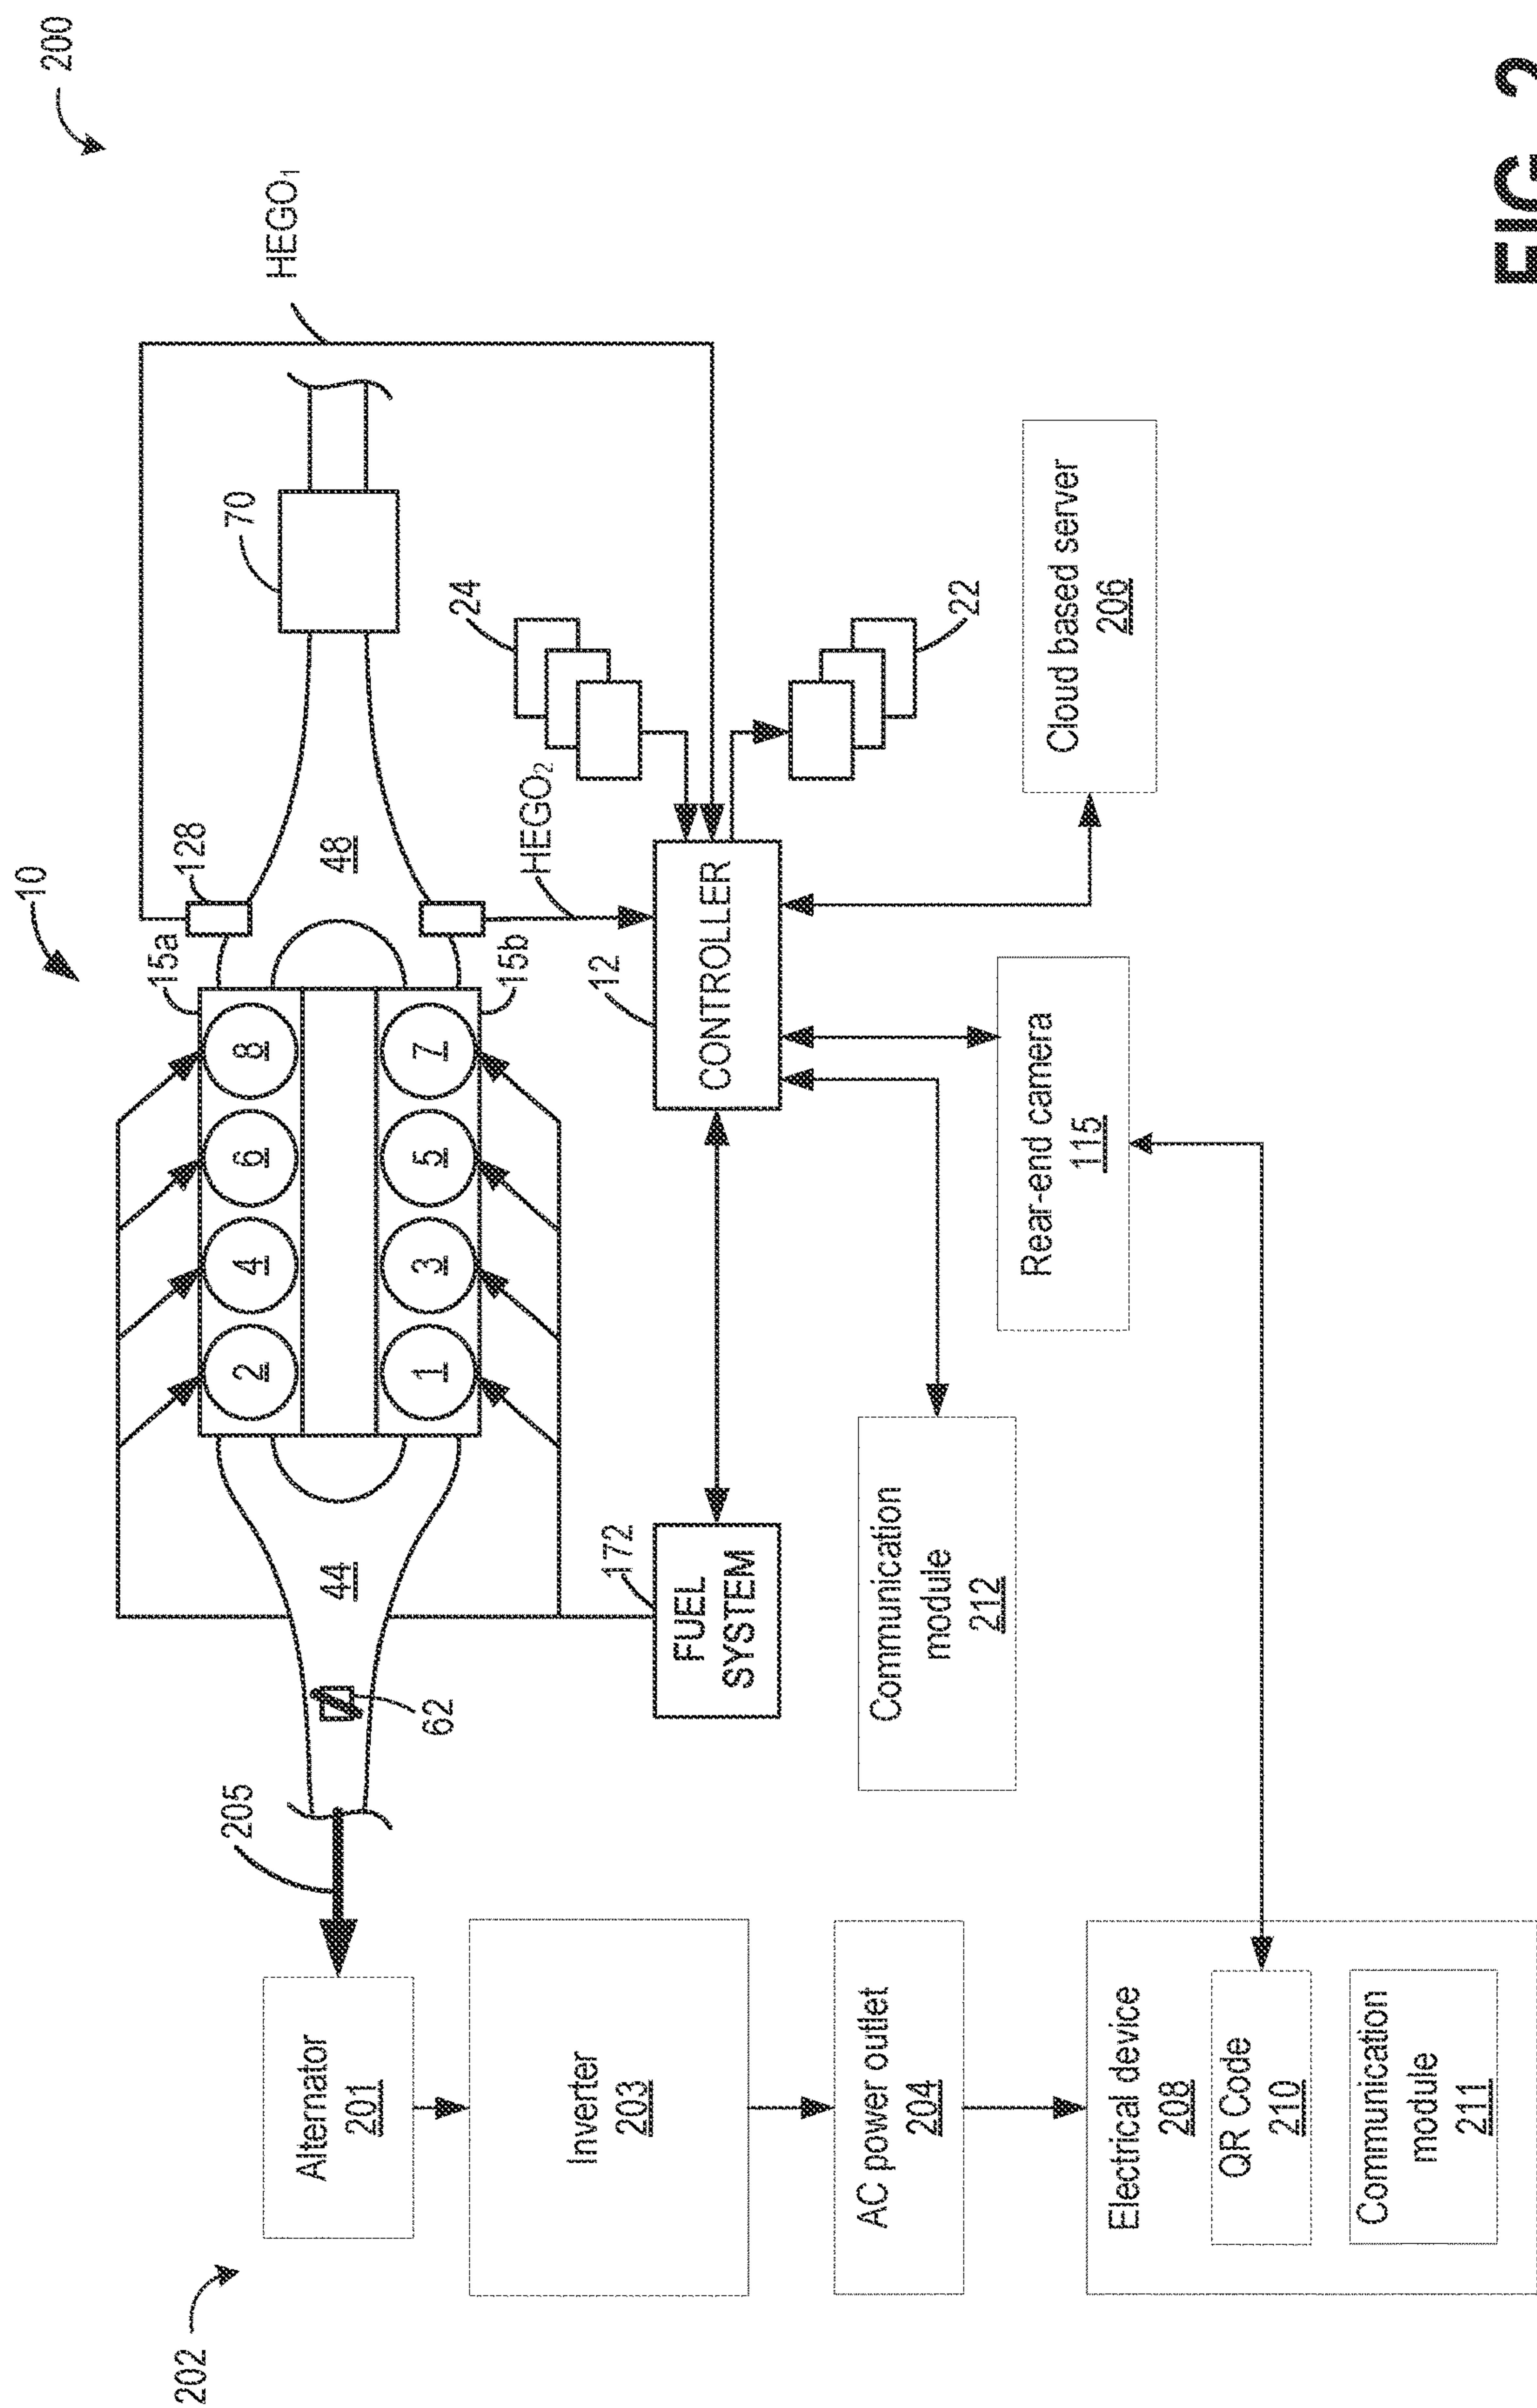 200
10
HEGO₁
70
128
15a
48
24
HEGO₂
22
15b
8
6
4
2
7
5
3
1
44
62
205
12
CONTROLLER
172
FUEL
SYSTEM
Cloud based server
206
Rear-end camera
115
Communication
module
212
202
Alternator
201
Inverter
203
AC power outlet
204
Electrical device
208
QR Code
210
Communication
module
211
FIG. 2